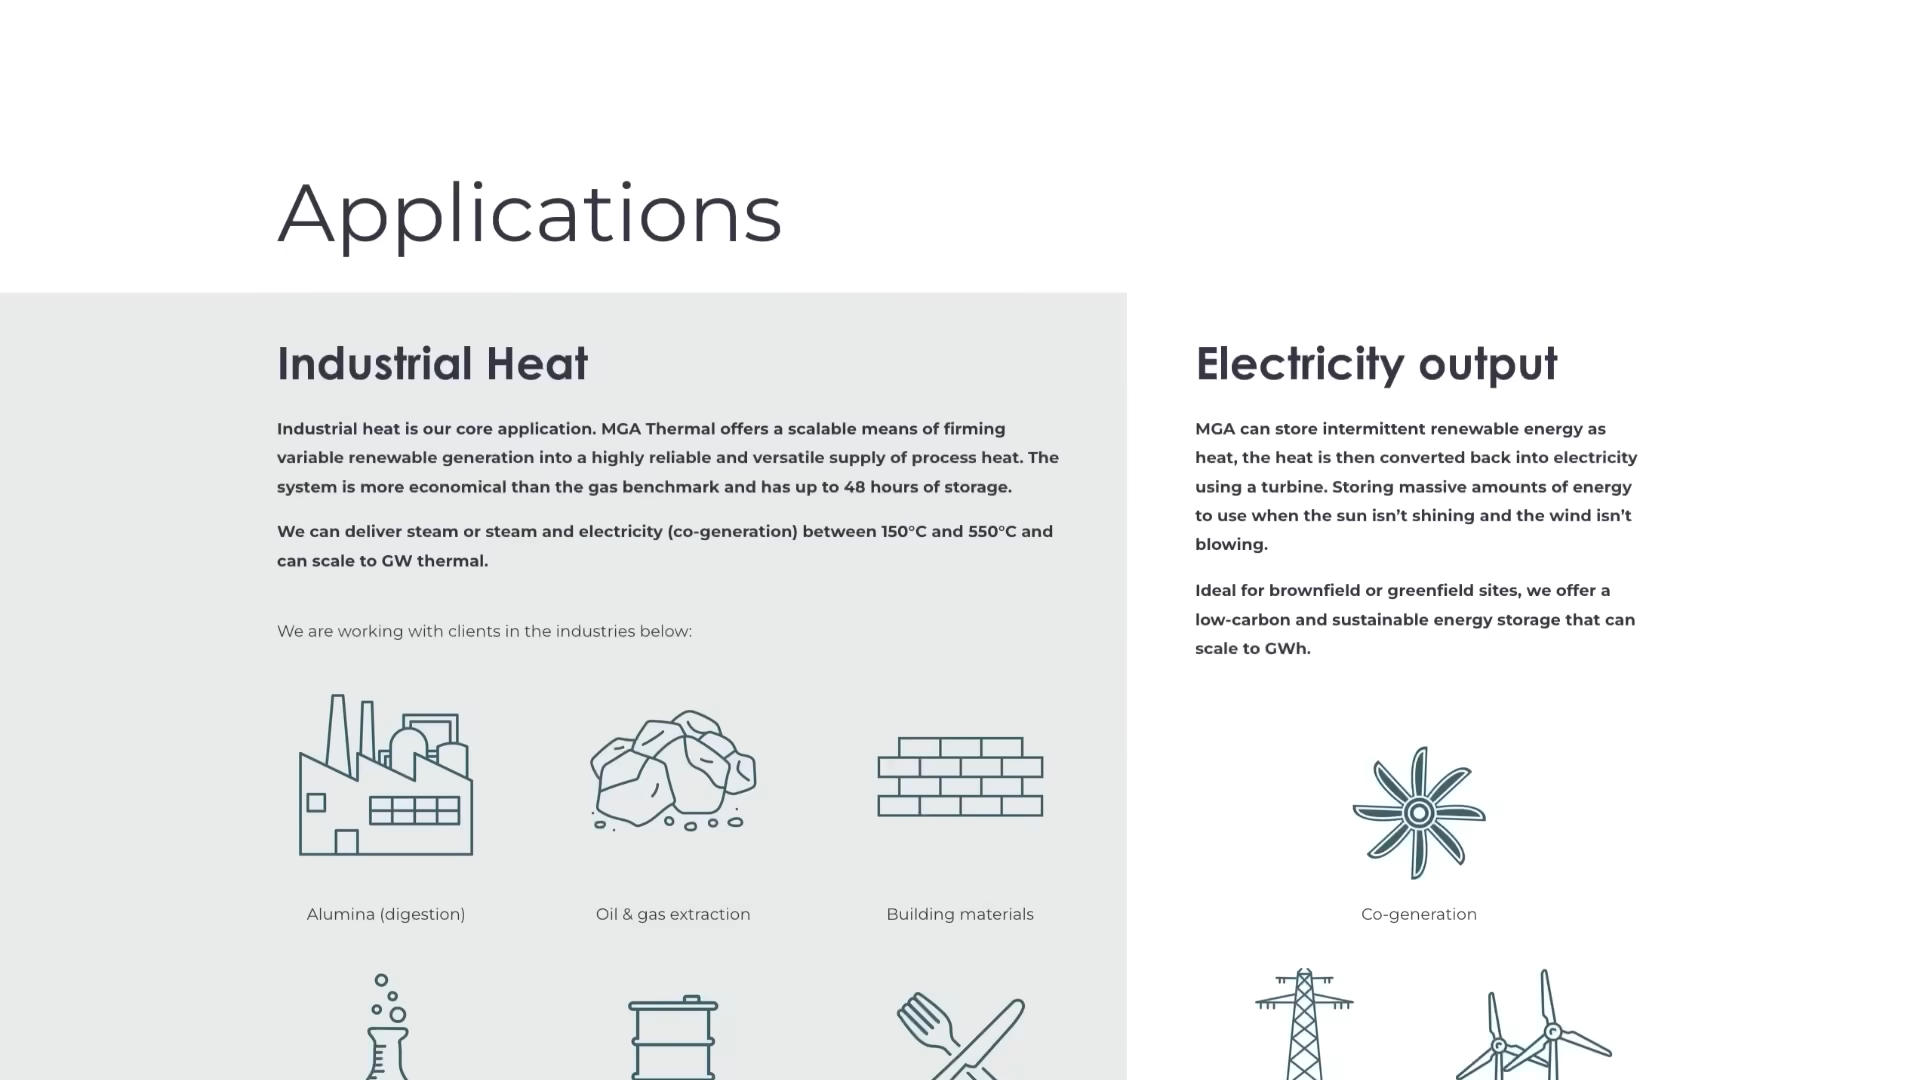 Applications
Industrial Heat
Industrial heat is our core application. MGA Thermal offers a scalable means of firming
variable renewable generation into a highly reliable and versatile supply of process heat. The
system is more economical than the gas benchmark and has up to 48 hours of storage.
We can deliver steam or steam and electricity (co-generation) between 150°C and 550°C and
can scale to GW thermal.
We are working with clients in the industries below:
Alumina (digestion)
Oil & gas extraction
Building materials
Electricity output
MGA can store intermittent renewable energy as
heat, the heat is then converted back into electricity
using a turbine. Storing massive amounts of energy
to use when the sun isn’t shining and the wind isn’t
blowing.
Ideal for brownfield or greenfield sites, we offer a
low-carbon and sustainable energy storage that can
scale to GWh.
Co-generation